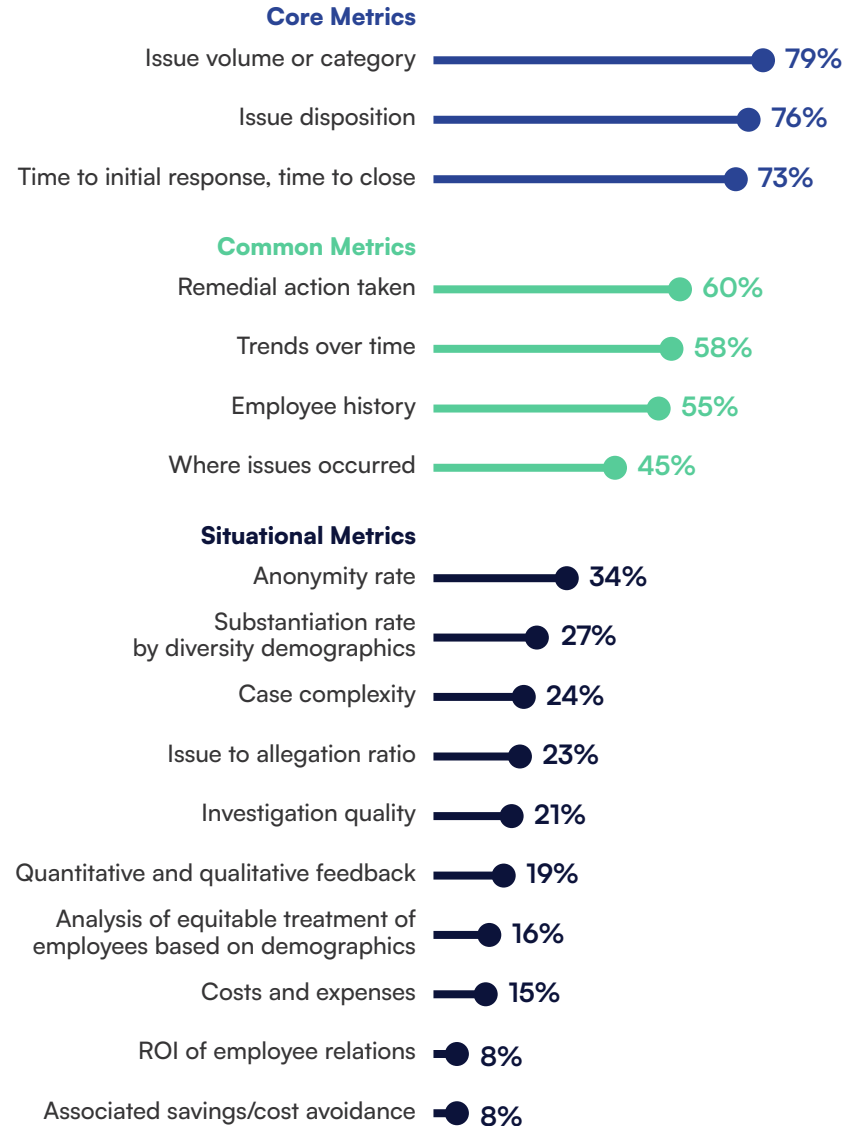 Core Metrics
Issue volume or category 79%
Issue disposition 76%
Time to initial response, time to close 73%
Common Metrics
Remedial action taken 60%
Trends over time 58%
Employee history 55%
Where issues occurred 45%
Situational Metrics
Anonymity rate 34%
Substantiation rate
by diversity demographics 27%
Case complexity 24%
Issue to allegation ratio 23%
Investigation quality 21%
Quantitative and qualitative feedback 19%
Analysis of equitable treatment of
employees based on demographics 16%
Costs and expenses 15%
ROI of employee relations 8%
Associated savings/cost avoidance 8%